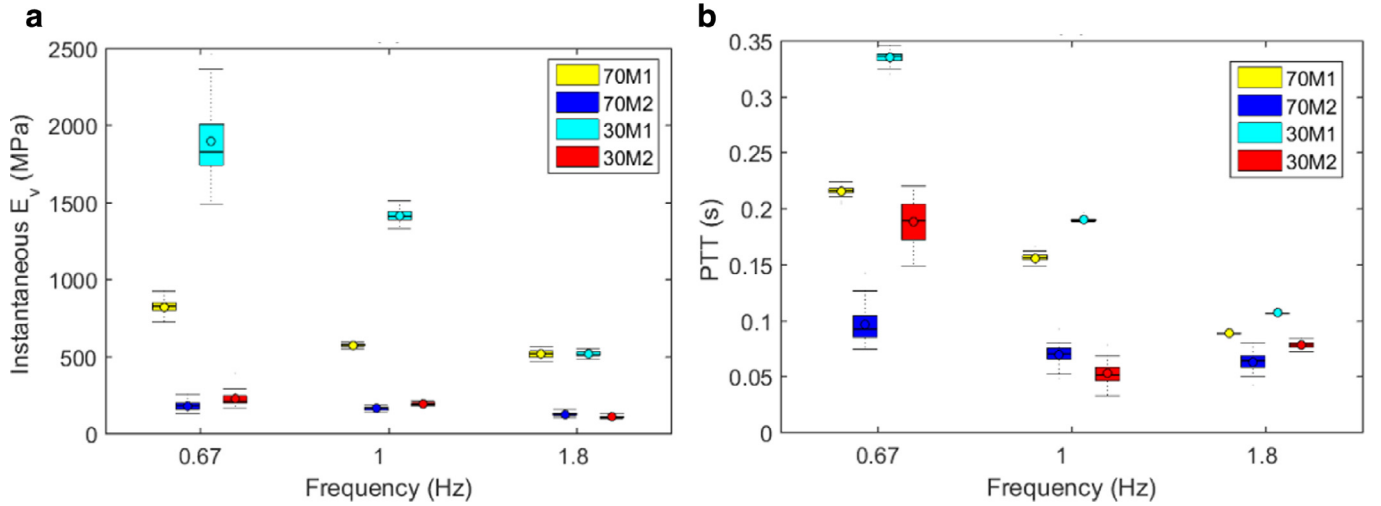 a
Instantaneous E_v (MPa)
2500
2000
1500
1000
500
0
0.67
1
1.8
Frequency (Hz)
70M1
70M2
30M1
30M2
b
PTT (s)
0.35
0.3
0.25
0.2
0.15
0.1
0.05
0
0.67
1
1.8
Frequency (Hz)
70M1
70M2
30M1
30M2